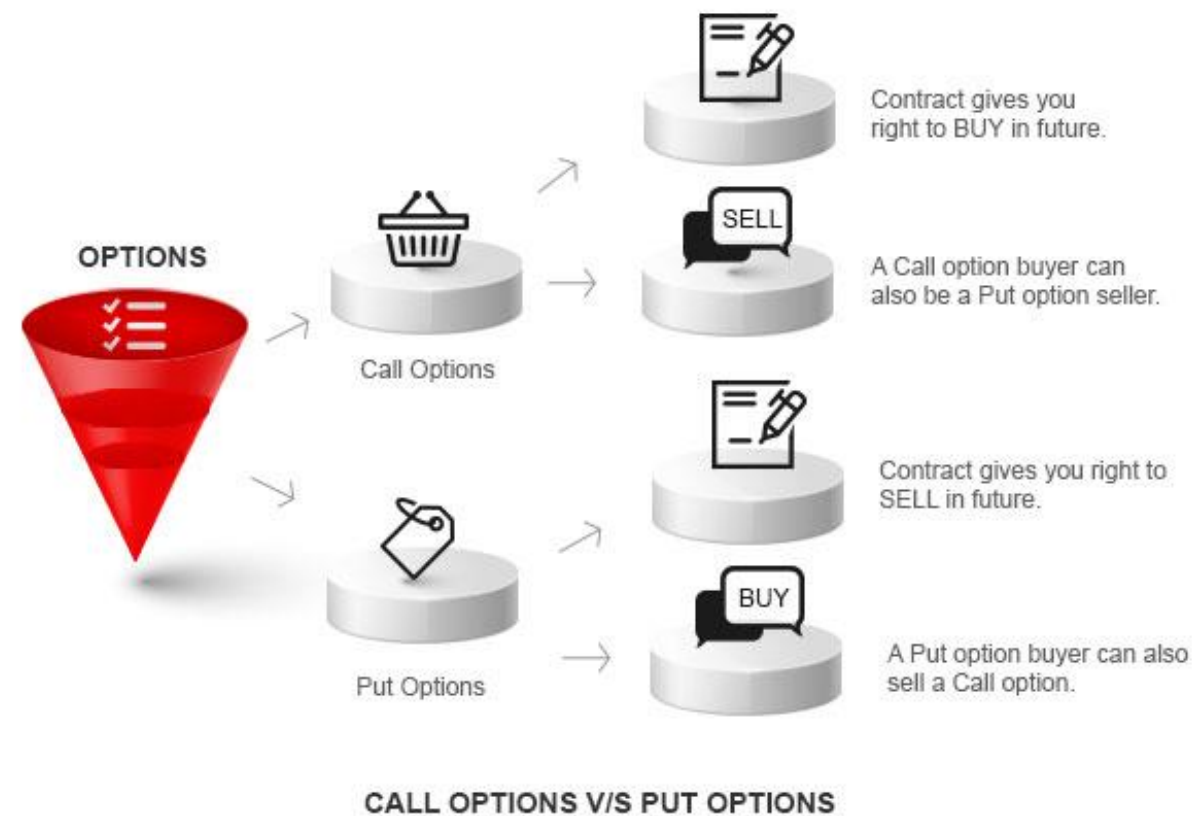 Contract gives you
right to BUY in future.
SELL
A Call option buyer can
also be a Put option seller.
OPTIONS
Call Options
Contract gives you right to
SELL in future.
BUY
A Put option buyer can also
sell a Call option.
Put Options
CALL OPTIONS V/S PUT OPTIONS